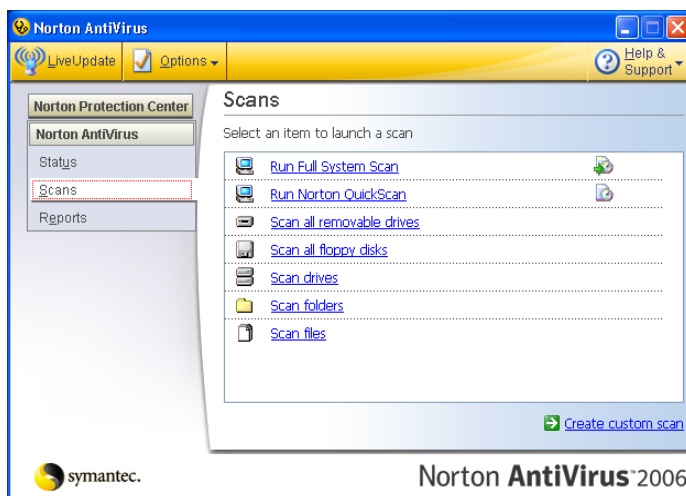 Norton AntiVirus
LiveUpdate Options Help & Support
Norton Protection Center
Norton AntiVirus
Status
Scans
Reports
Scans
Select an item to launch a scan
Run Full System Scan
Run Norton QuickScan
Scan all removable drives
Scan all floppy disks
Scan drives
Scan folders
Scan files
Create custom scan
symantec.
Norton AntiVirus 2006